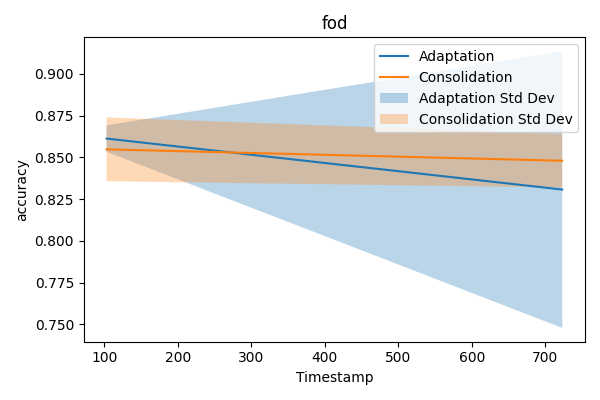 fod
Adaptation
Consolidation
Adaptation Std Dev
Consolidation Std Dev
accuracy
0.900
0.875
0.850
0.825
0.800
0.775
0.750
100 200 300 400 500 600 700
Timestamp